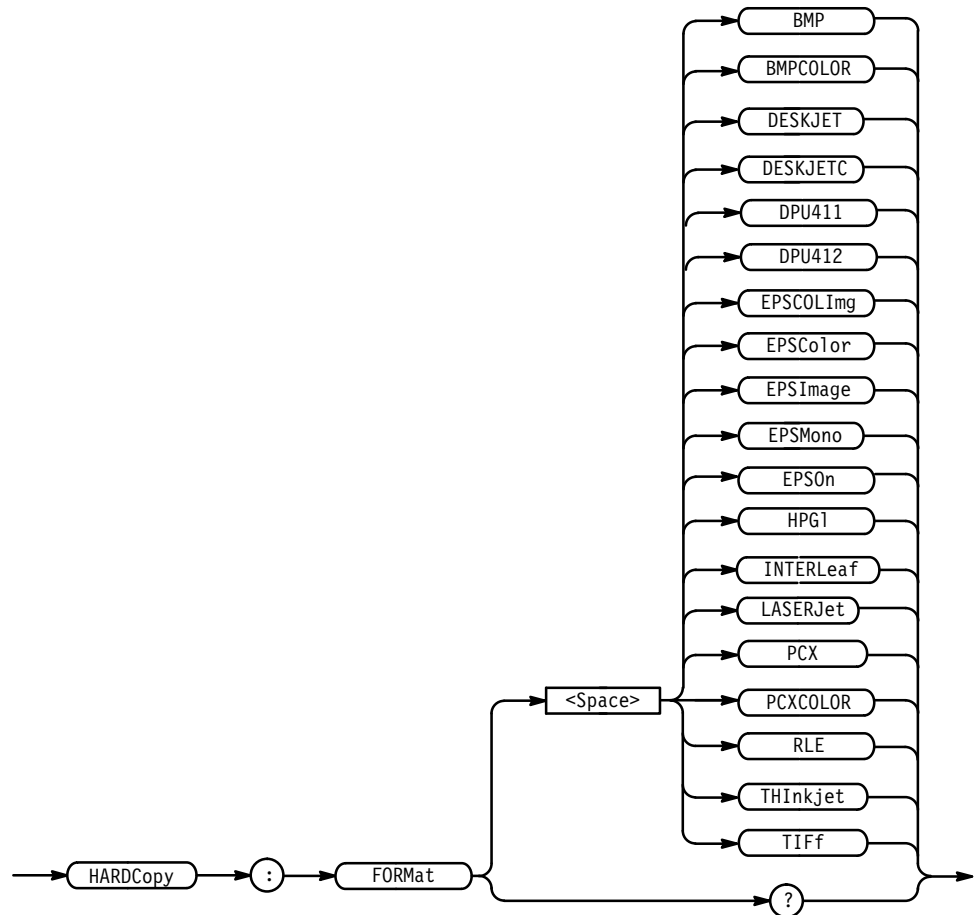 BMP
BMPCOLOR
DESKJET
DESKJETC
DPU411
DPU412
EPSCOLImg
EPSColor
EPSImage
EPSMono
EPSOn
HPGl
INTERLeaf
LASERJet
PCX
<Space>
PCXCOLOR
RLE
THInkjet
TIFf
HARDCopy : FORMat
?